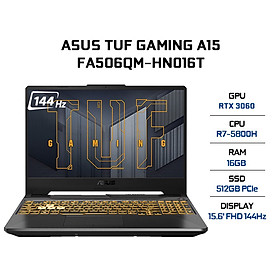 ASUS TUF GAMING A15
FA506QM-HN016T
144Hz
TUF
GAMING
GPU
RTX 3060
CPU
R7-5800H
RAM
16GB
SSD
512GB PCIe
DISPLAY
15.6' FHD 144Hz